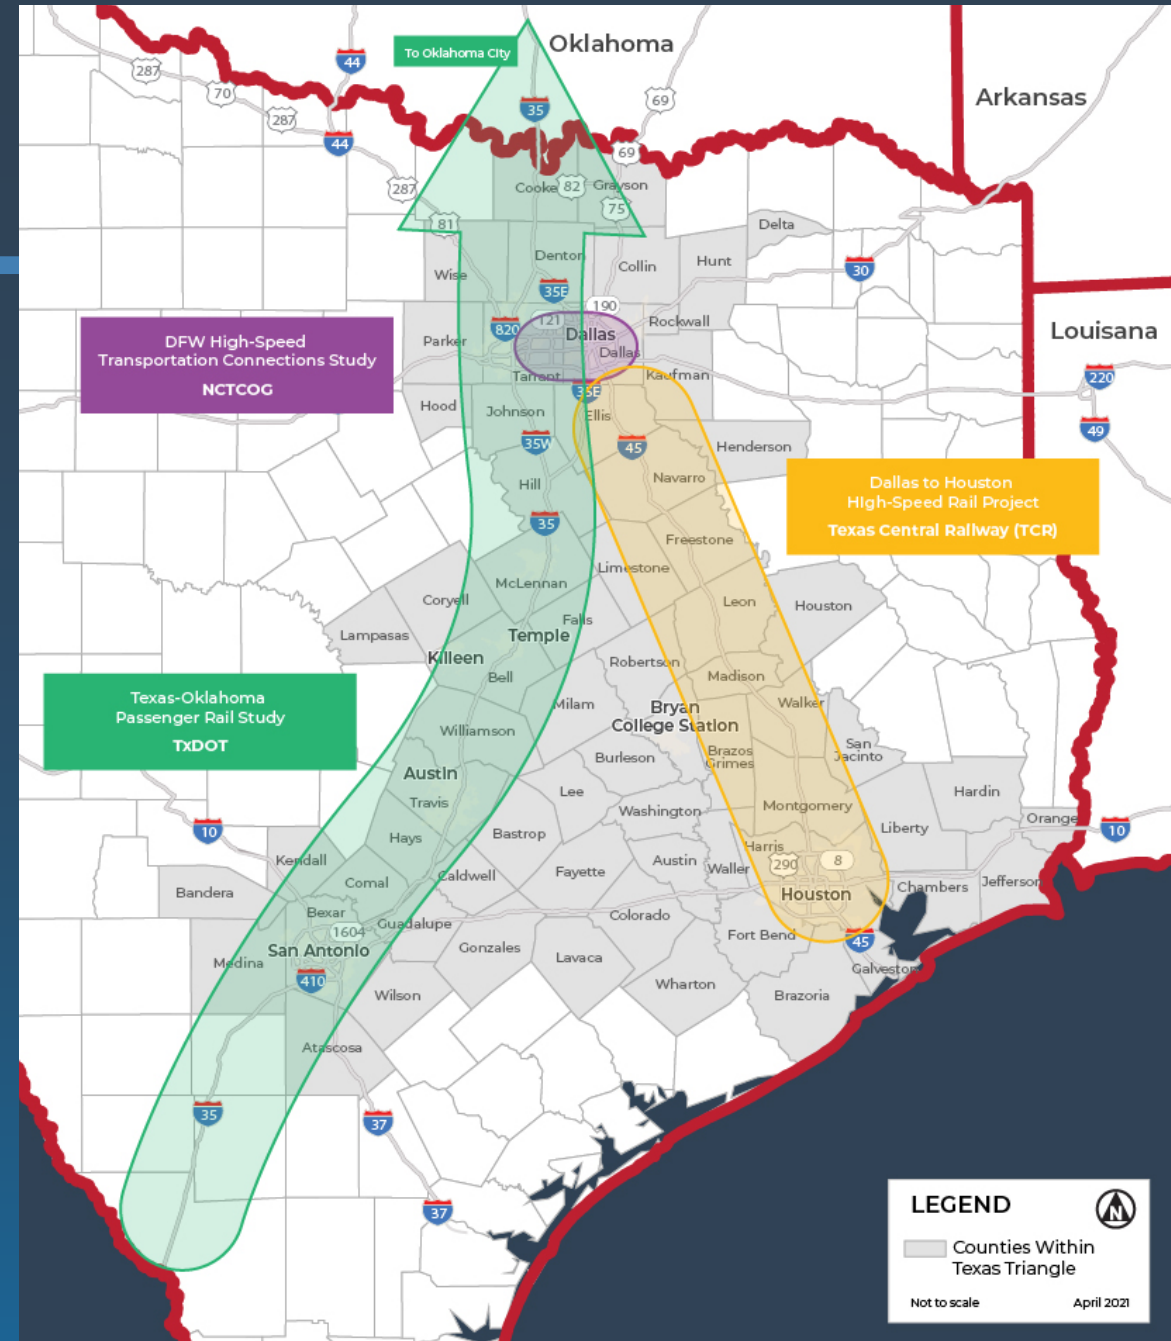 To Oklahoma City
Oklahoma
Arkansas
44
35
287
70
69
287
44
69
287
Cooke
82
Grayson
75
81
Delta
Denton
Collin
Hunt
30
Wise
35E
190
820
121
Dallas
Rockwall
Louisana
Parker
Dallas
DFW High-Speed
Transportation Connections Study
NCTCOG
Tarrant
Kaufman
220
35E
Hood
Johnson
Ellis
49
35W
45
Henderson
Hill
Navarro
Dallas to Houston
High-Speed Rail Project
Texas Central Railway (TCR)
35
Freestone
Limestone
McLennan
Coryell
Leon
Houston
Falls
Lampasas
Temple
Killeen
Robertson
Bell
Madison
Texas-Oklahoma
Passenger Rail Study
TxDOT
Milam
Bryan
College Station
Walker
Williamson
Burleson
Brazos
Grimes
San
Jacinto
Austin
Travis
Lee
Hardin
Washington
Montgomery
10
Hays
Bastrop
Liberty
Orange
10
Harris
Kendall
Austin
Waller
290
8
Comal
Caldwell
Fayette
Bandera
Houston
Chambers
Jefferson
Bexar
1604
Guadalupe
Colorado
San Antonio
Gonzales
Fort Bend
45
Medina
Lavaca
Galveston
410
Wilson
Wharton
Brazoria
Atascosa
35
37
37
LEGEND
N
Counties Within
Texas Triangle
Not to scale
April 2021